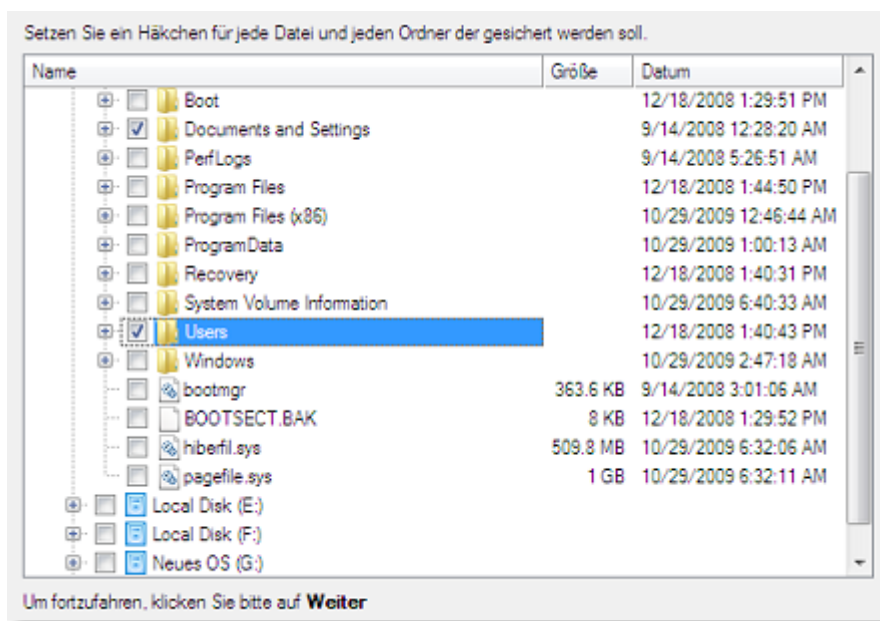 Setzen Sie ein Häkchen für jede Datei und jeden Ordner der gesichert werden soll.
Name Größe Datum
Boot 12/18/2008 1:29:51 PM
Documents and Settings 9/14/2008 12:28:20 AM
PerfLogs 9/14/2008 5:26:51 AM
Program Files 12/18/2008 1:44:50 PM
Program Files (x86) 10/29/2009 12:46:44 AM
ProgramData 10/29/2009 1:00:13 AM
Recovery 12/18/2008 1:40:31 PM
System Volume Information 10/29/2009 6:40:33 AM
Users 12/18/2008 1:40:43 PM
Windows 10/29/2009 2:47:18 AM
bootmgr 363.6 KB 9/14/2008 3:01:06 AM
BOOTSECT.BAK 8 KB 12/18/2008 1:29:52 PM
hiberfil.sys 509.8 MB 10/29/2009 6:32:06 AM
pagefile.sys 1 GB 10/29/2009 6:32:11 AM
Local Disk (E:)
Local Disk (F:)
Neues OS (G:)
Um fortzufahren, klicken Sie bitte auf Weiter